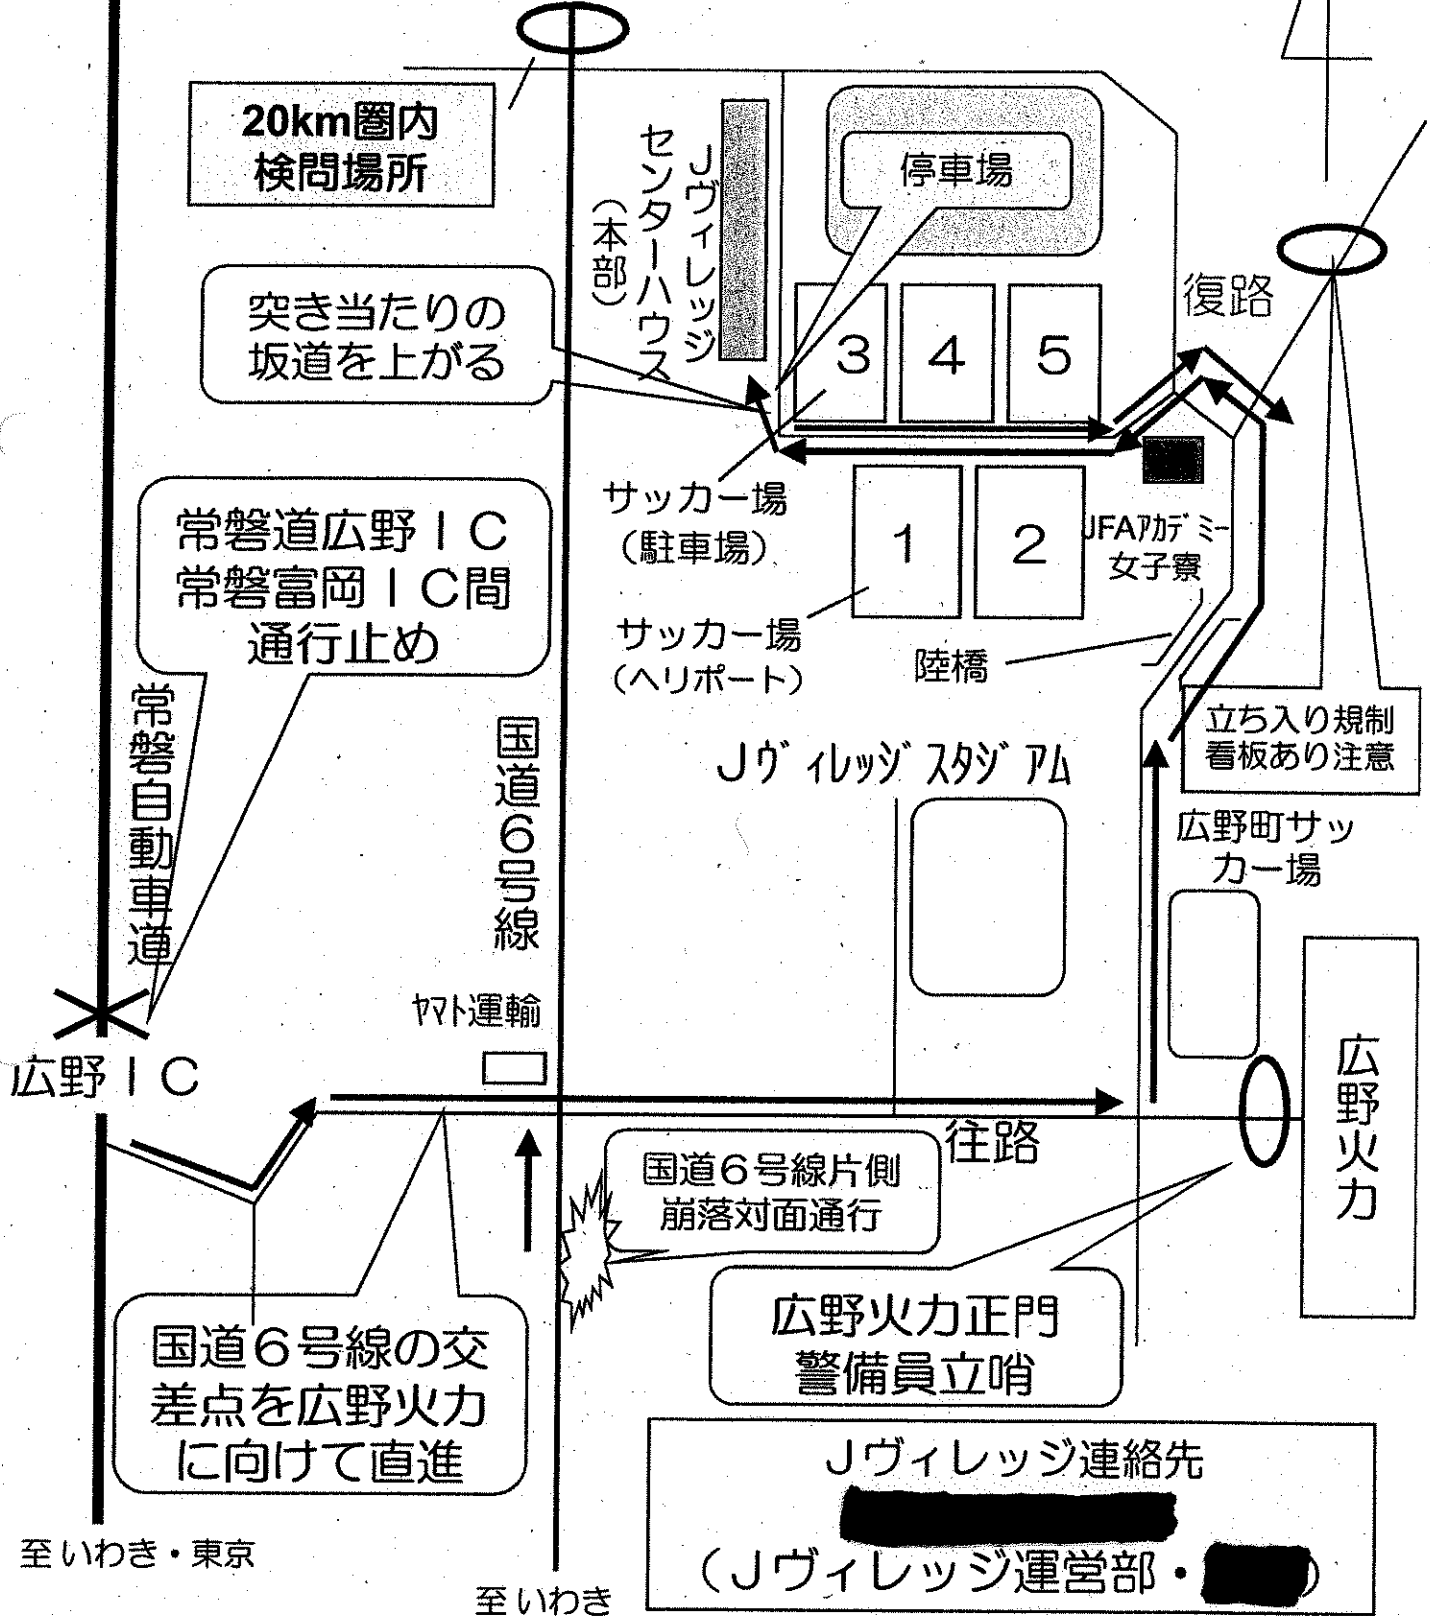 20km圏内
検問場所
Jヴィレッジ
センターハウス
（本部）
停車場
突き当たりの
坂道を上がる
復路
3
4
5
サッカー場
（駐車場）
1
2
JFAｱｶﾃﾞﾐｰ
女子寮
常磐道広野ＩＣ
常磐富岡ＩＣ間
通行止め
サッカー場
（ヘリポート）
陸橋
立ち入り規制
看板あり注意
常磐自動車道
国道６号線
Jヴィレッジスタジアム
広野町サッ
カー場
ﾔﾏﾄ運輸
広野ＩＣ
広野火力
往路
国道６号線片側
崩落対面通行
国道６号線の交
差点を広野火力
に向けて直進
広野火力正門
警備員立哨
Jヴィレッジ連絡先
（Jヴィレッジ運営部・　）
至 いわき・東京
至 いわき